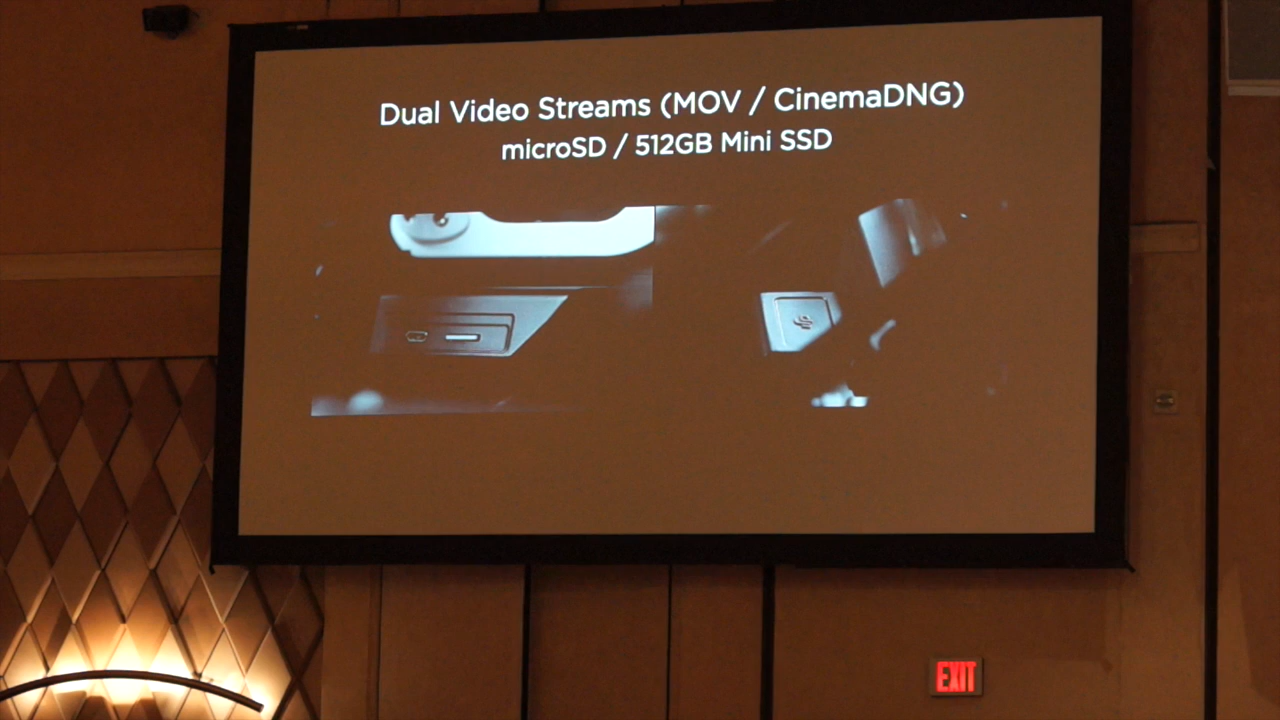 Dual Video Streams (MOV / CinemaDNG)
microSD / 512GB Mini SSD
EXIT